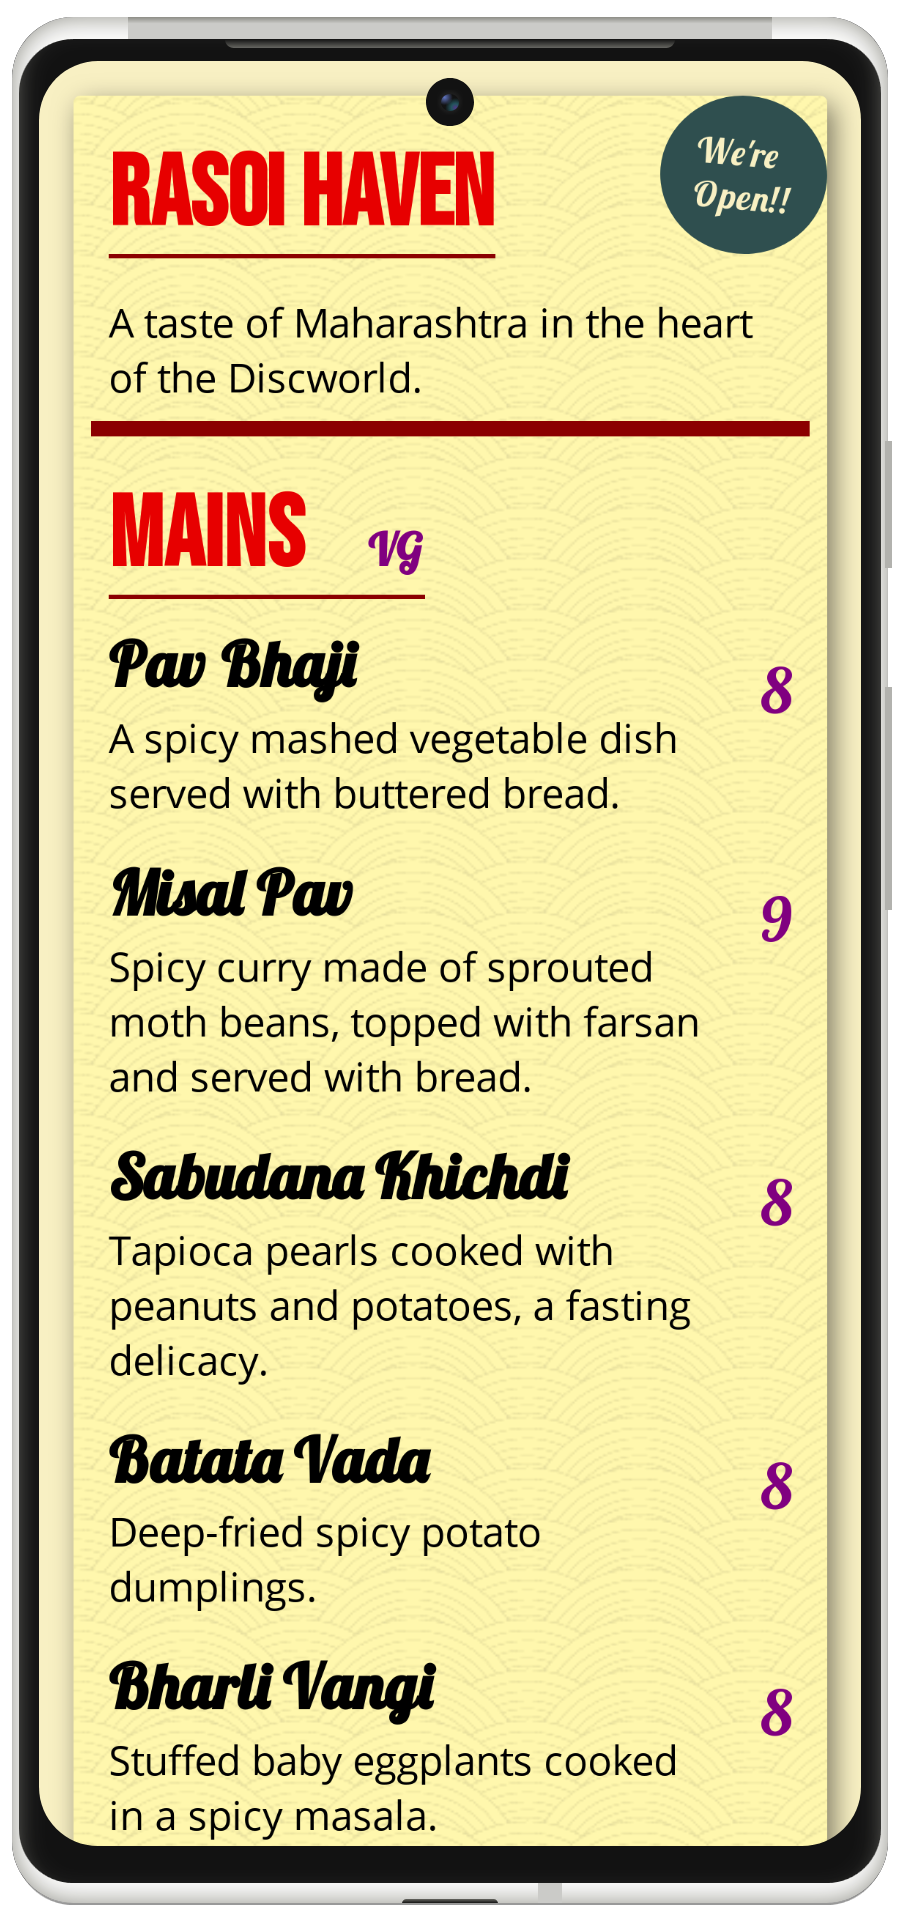 RASOI HAVEN
We're
Open!!
A taste of Maharashtra in the heart
of the Discworld.
MAINS VG
Pav Bhaji
8
A spicy mashed vegetable dish
served with buttered bread.
Misal Pav
9
Spicy curry made of sprouted
moth beans, topped with farsan
and served with bread.
Sabudana Khichdi
8
Tapioca pearls cooked with
peanuts and potatoes, a fasting
delicacy.
Batata Vada
8
Deep-fried spicy potato
dumplings.
Bharli Vangi
8
Stuffed baby eggplants cooked
in a spicy masala.